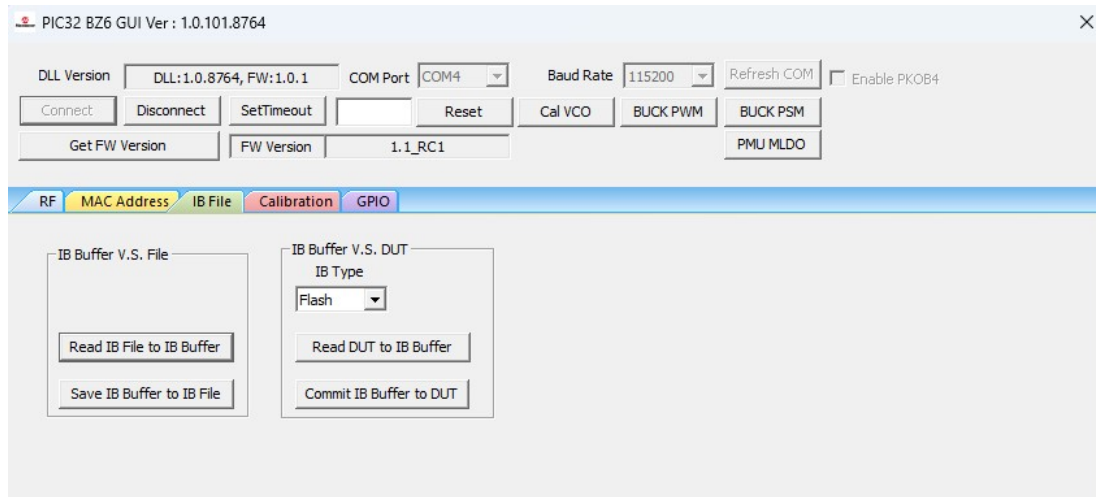 PIC32 BZ6 GUI Ver : 1.0.101.8764
DLL Version DLL:1.0.8764, FW:1.0.1 COM Port COM4 Baud Rate 115200 Refresh COM Enable PKOB4
Connect Disconnect SetTimeout Reset Cal VCO BUCK PWM BUCK PSM
Get FW Version FW Version 1.1_RC1 PMU MLDO
RF MAC Address IB File Calibration GPIO
IB Buffer V.S. File
Read IB File to IB Buffer
Save IB Buffer to IB File
IB Buffer V.S. DUT
IB Type
Flash
Read DUT to IB Buffer
Commit IB Buffer to DUT